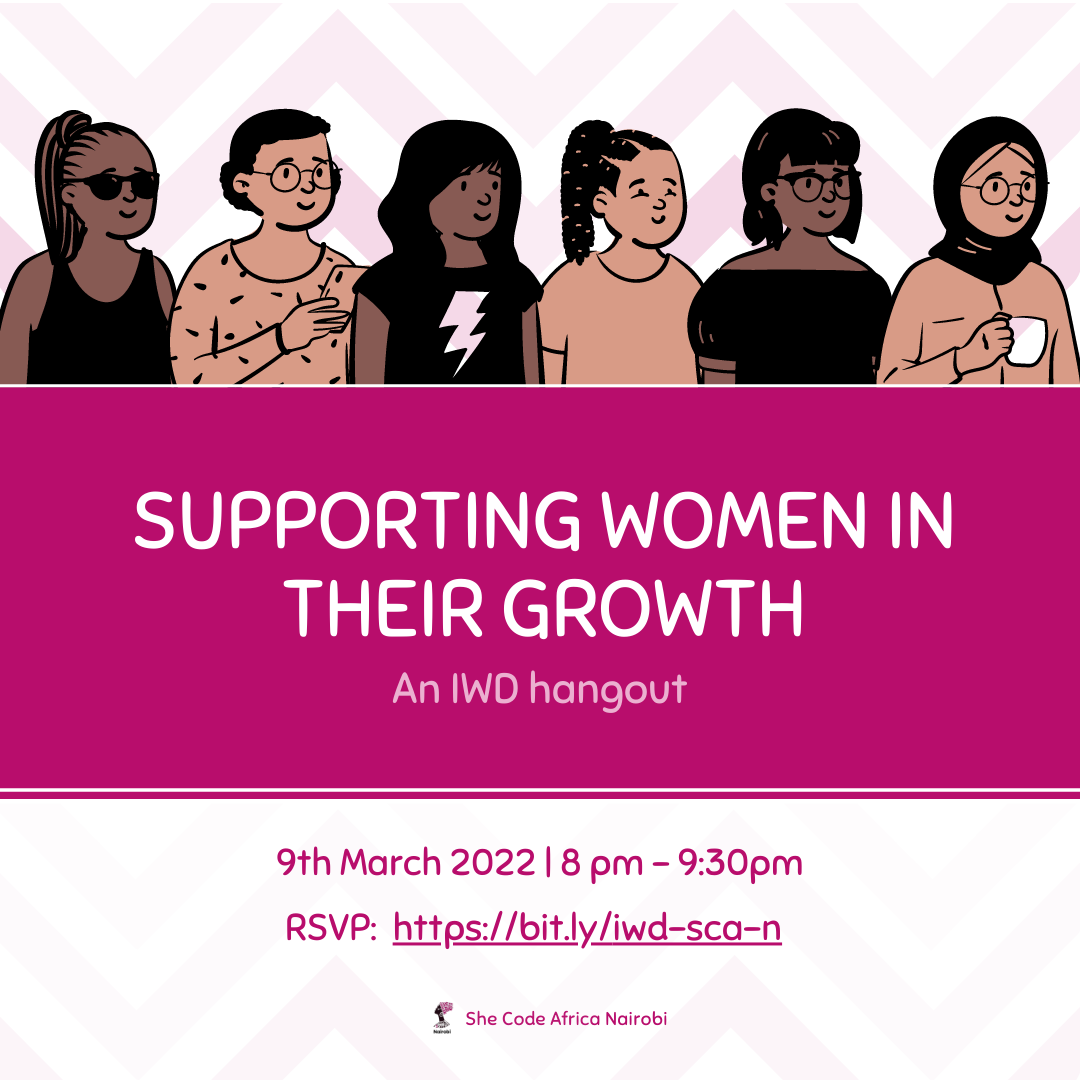 SUPPORTING WOMEN IN
THEIR GROWTH
An IWD hangout
9th March 2022 | 8 pm - 9:30pm
RSVP: https://bit.ly/iwd-sca-n
Nairobi
She Code Africa Nairobi